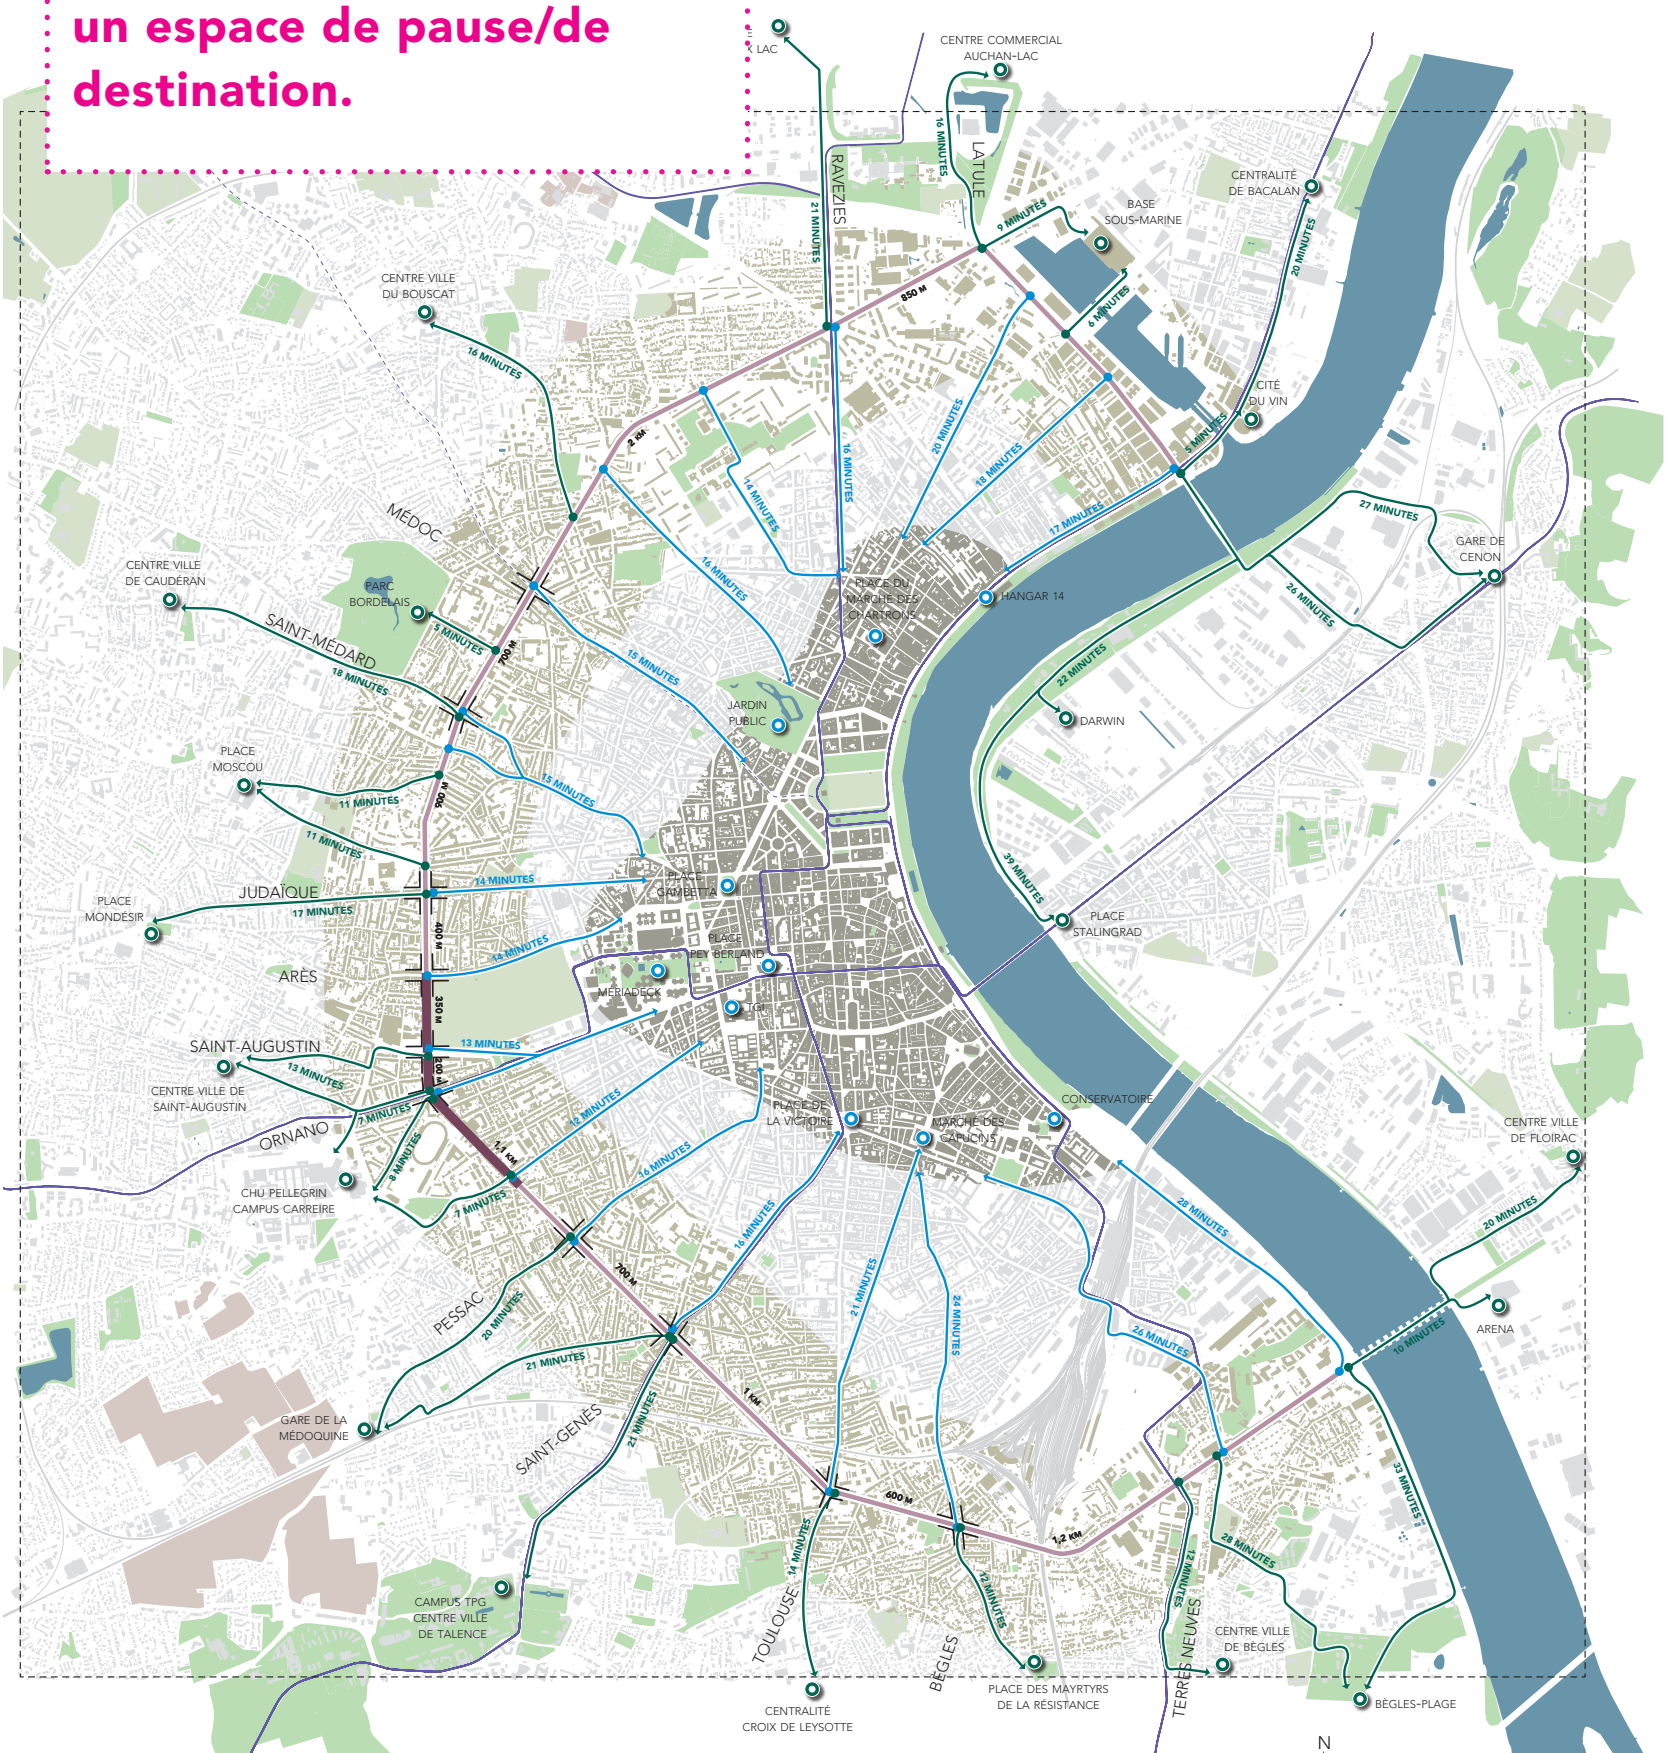 un espace de pause/de
destination.
X LAC
CENTRE COMMERCIAL
AUCHAN-LAC
16 MINUTES
LATULE
RAVEZIES
21 MINUTES
CENTRALITÉ
DE BACALAN
BASE
SOUS-MARINE
9 MINUTES
20 MINUTES
CENTRE VILLE
DU BOUSCAT
850 M
6 MINUTES
16 MINUTES
CITÉ
DU VIN
2 KM
20 MINUTES
5 MINUTES
16 MINUTES
18 MINUTES
14 MINUTES
17 MINUTES
27 MINUTES
MÉDOC
GARE DE
CENON
CENTRE VILLE
DE CAUDÉRAN
PARC
BORDELAIS
16 MINUTES
PLACE DU
MARCHÉ DES
CHARTRONS
HANGAR 14
26 MINUTES
SAINT-MÉDARD
5 MINUTES
700 M
15 MINUTES
22 MINUTES
18 MINUTES
JARDIN
PUBLIC
DARWIN
PLACE
MOSCOU
15 MINUTES
11 MINUTES
900 M
11 MINUTES
39 MINUTES
PLACE
GAMBETTA
14 MINUTES
JUDAÏQUE
17 MINUTES
PLACE
MONDÉSIR
PLACE
STALINGRAD
400 M
14 MINUTES
PLACE
PEY BERLAND
ARÈS
MERIADECK
350 M
TGI
SAINT-AUGUSTIN
13 MINUTES
13 MINUTES
200 M
CENTRE VILLE DE
SAINT-AUGUSTIN
7 MINUTES
12 MINUTES
PLACE DE
LA VICTOIRE
CONSERVATOIRE
MARCHÉ DES
CAPUCINS
CENTRE VILLE
DE FLOIRAC
ORNANO
8 MINUTES
1,1 KM
16 MINUTES
CHU PELLEGRIN
CAMPUS CARREIRE
7 MINUTES
28 MINUTES
20 MINUTES
16 MINUTES
700 M
21 MINUTES
24 MINUTES
PESSAC
20 MINUTES
26 MINUTES
ARENA
10 MINUTES
21 MINUTES
1 KM
GARE DE LA
MÉDOQUINE
SAINT-GENÈS
21 MINUTES
600 M
33 MINUTES
1,2 KM
14 MINUTES
28 MINUTES
12 MINUTES
12 MINUTES
CAMPUS TPG
CENTRE VILLE
DE TALENCE
TOULOUSE
BÈGLES
TERRES NEUVES
CENTRE VILLE
DE BÈGLES
PLACE DES MAYRTYRS
DE LA RÉSISTANCE
BÈGLES-PLAGE
CENTRALITÉ
CROIX DE LEYSOTTE
N